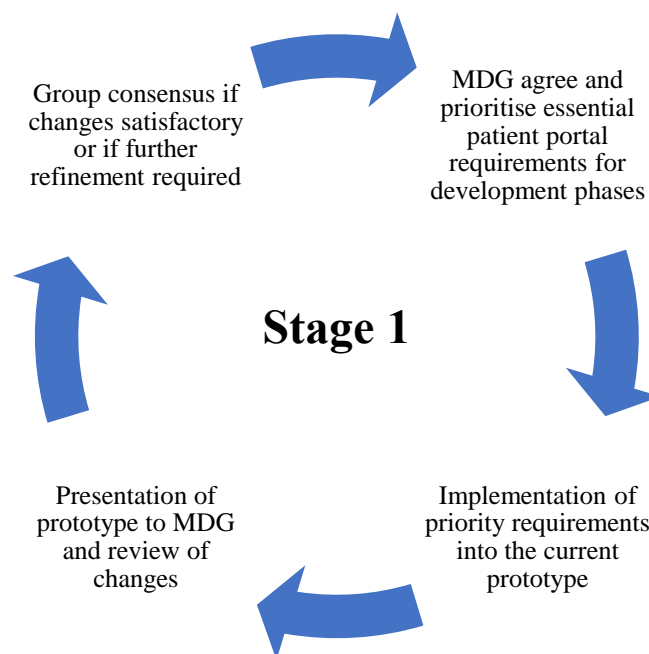 Group consensus if
changes satisfactory
or if further
refinement required
MDG agree and
prioritise essential
patient portal
requirements for
development phases
Stage 1
Presentation of
prototype to MDG
and review of
changes
Implementation of
priority requirements
into the current
prototype